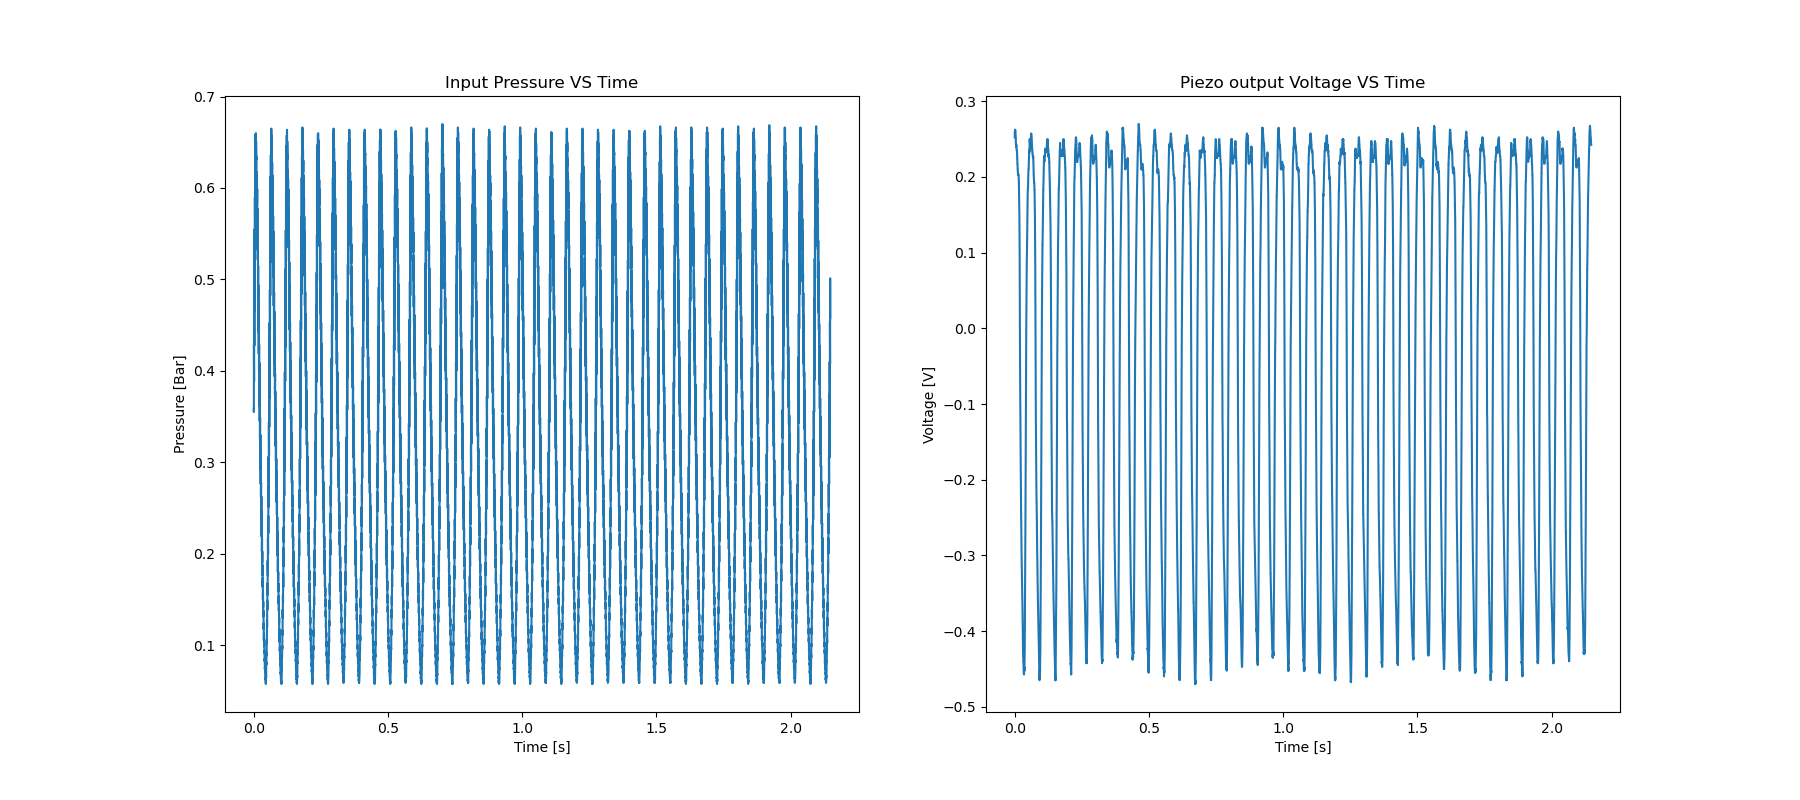 Input Pressure VS Time
0.7
0.6
0.5
0.4
0.3
0.2
0.1
Pressure [Bar]
0.0 0.5 1.0 1.5 2.0
Time [s]
Piezo output Voltage VS Time
0.3
0.2
0.1
0.0
−0.1
−0.2
−0.3
−0.4
−0.5
Voltage [V]
0.0 0.5 1.0 1.5 2.0
Time [s]